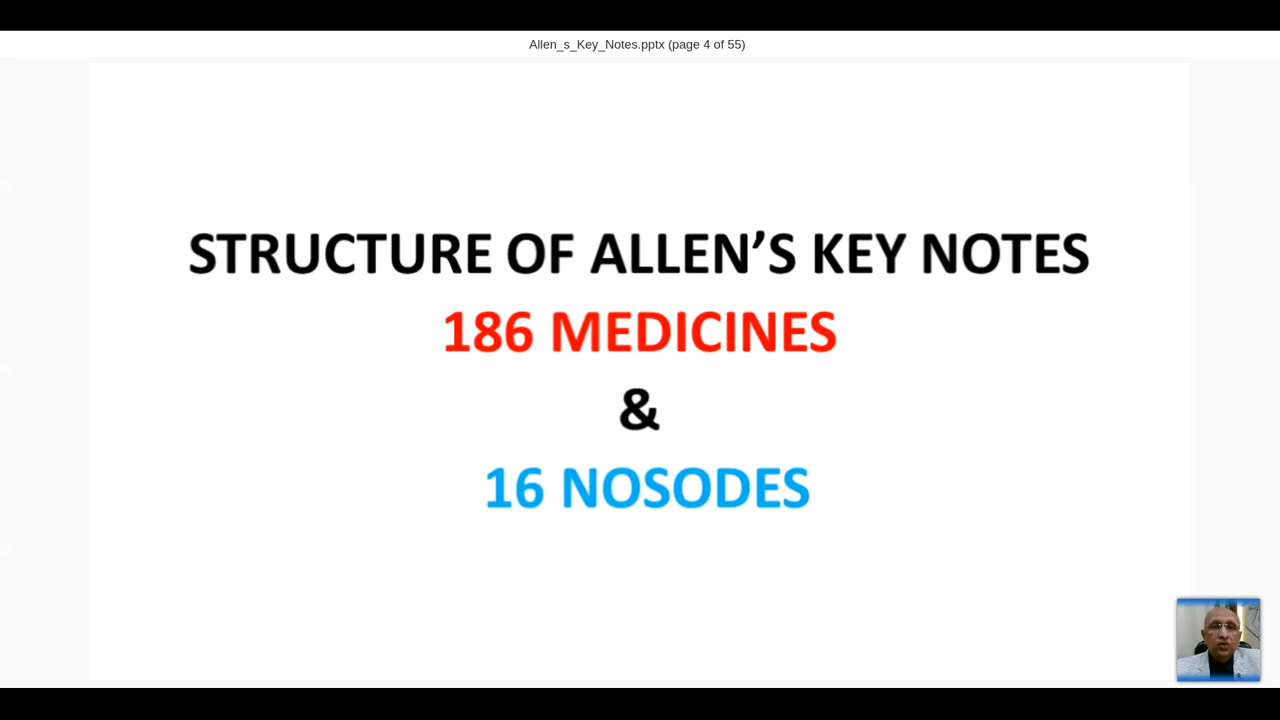 Allen_s_Key_Notes.pptx (page 4 of 55)
STRUCTURE OF ALLEN’S KEY NOTES
186 MEDICINES
&
16 NOSODES